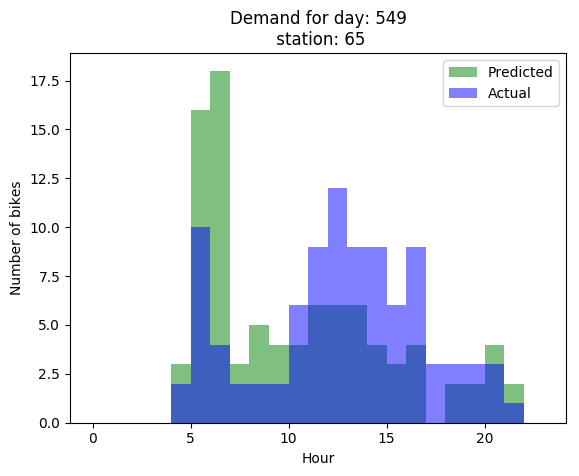 Demand for day: 549
station: 65
Predicted
Actual
17.5
15.0
12.5
10.0
7.5
5.0
2.5
0.0
Number of bikes
0 5 10 15 20
Hour